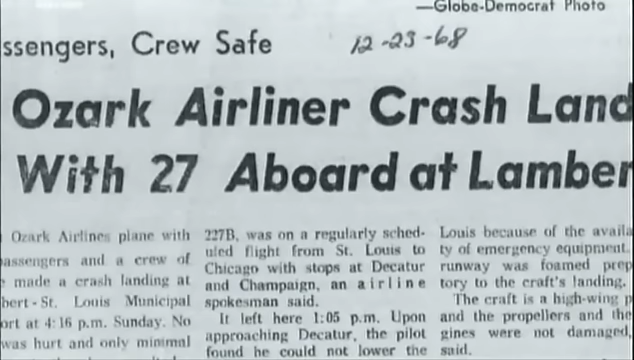 —Globe-Democrat Photo
ssengers, Crew Safe
12-23-68
Ozark Airliner Crash Land
With 27 Aboard at Lamber
Ozark Airlines plane with
passengers and a crew of
made a crash landing at
bert-St. Louis Municipal
ort at 4:16 p.m. Sunday. No
was hurt and only minimal
227B, was on a regularly sched-
uled flight from St. Louis to
Chicago with stops at Decatur
and Champaign, an airline
spokesman said.
It left here 1:05 p.m. Upon
approaching Decatur, the pilot
found he could not lower the
Louis because of the availa
ty of emergency equipment.
runway was foamed prep
tory to the craft's landing.
The craft is a high-wing p
and the propellers and the
gines were not damaged,
said.